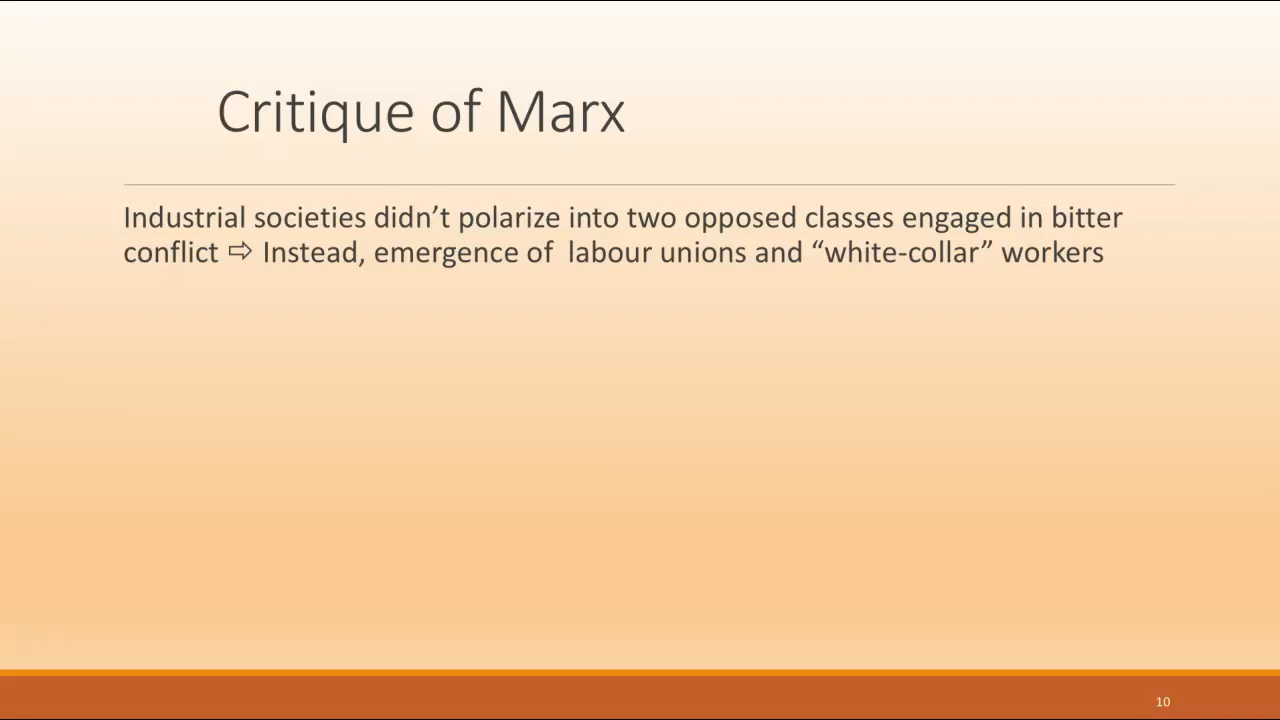 Critique of Marx
Industrial societies didn’t polarize into two opposed classes engaged in bitter
conflict ⇨ Instead, emergence of  labour unions and “white-collar” workers
10